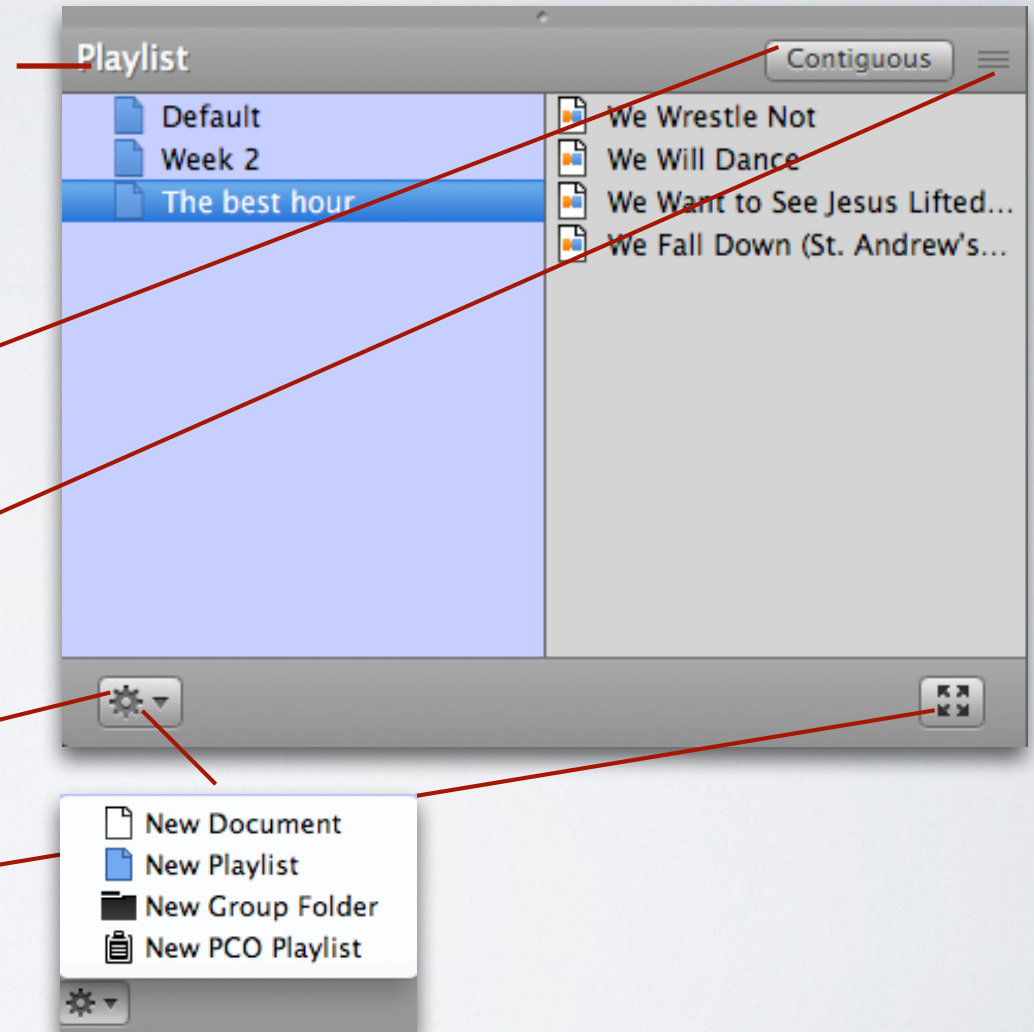 Playlist
Contiguous
Default
Week 2
The best hour
We Wrestle Not
We Will Dance
We Want to See Jesus Lifted...
We Fall Down (St. Andrew's...
New Document
New Playlist
New Group Folder
New PCO Playlist